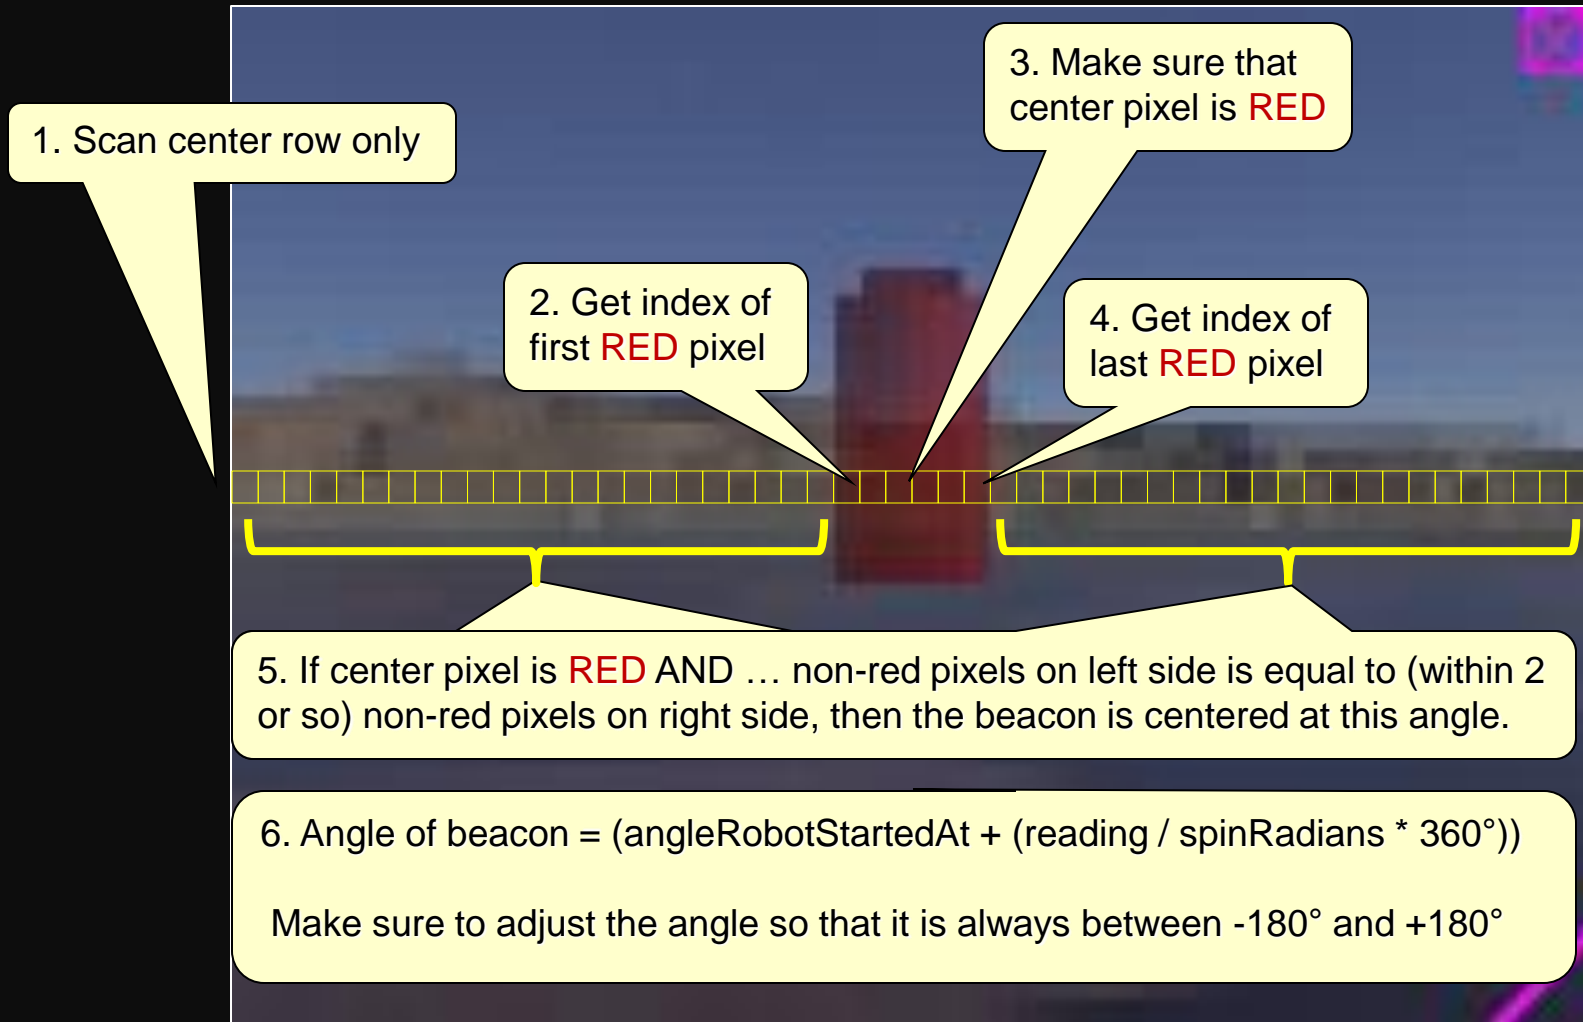 1. Scan center row only
2. Get index of
first RED pixel
3. Make sure that
center pixel is RED
4. Get index of
last RED pixel
5. If center pixel is RED AND … non-red pixels on left side is equal to (within 2
or so) non-red pixels on right side, then the beacon is centered at this angle.
6. Angle of beacon = (angleRobotStartedAt + (reading / spinRadians * 360°))
Make sure to adjust the angle so that it is always between -180° and +180°